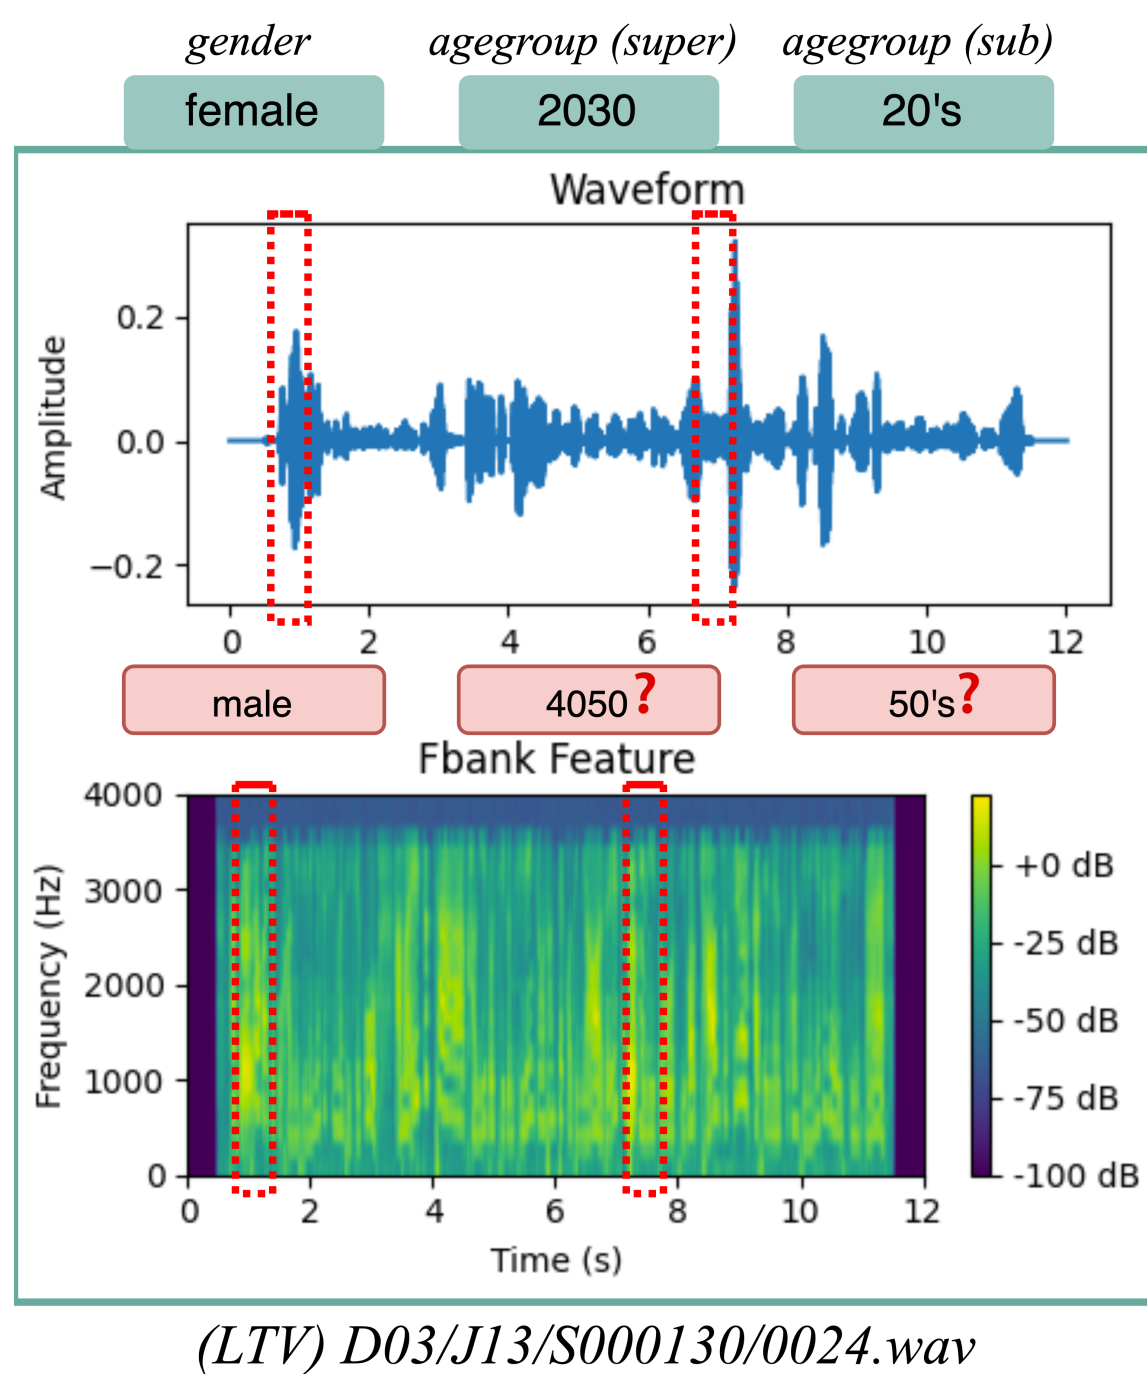 gender agegroup (super) agegroup (sub)
female 2030 20's
Waveform
Amplitude
0.2
0.0
−0.2
0 2 4 6 8 10 12
male 4050? 50's?
Fbank Feature
Frequency (Hz)
4000
3000
2000
1000
0
+0 dB
-25 dB
-50 dB
-75 dB
-100 dB
0 2 4 6 8 10 12
Time (s)
(LTV) D03/J13/S000130/0024.wav